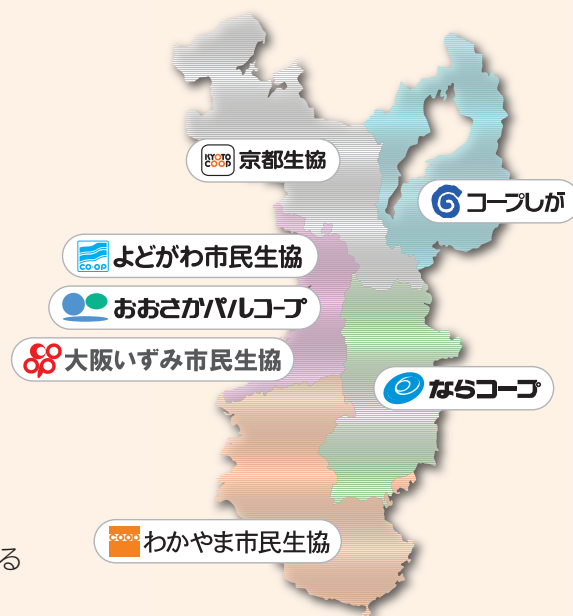 KYOTO
COOP
京都生協
コープしが
CO・OP
よどがわ市民生協
おおさかパルコープ
大阪いずみ市民生協
ならコープ
COOP
わかやま市民生協
る